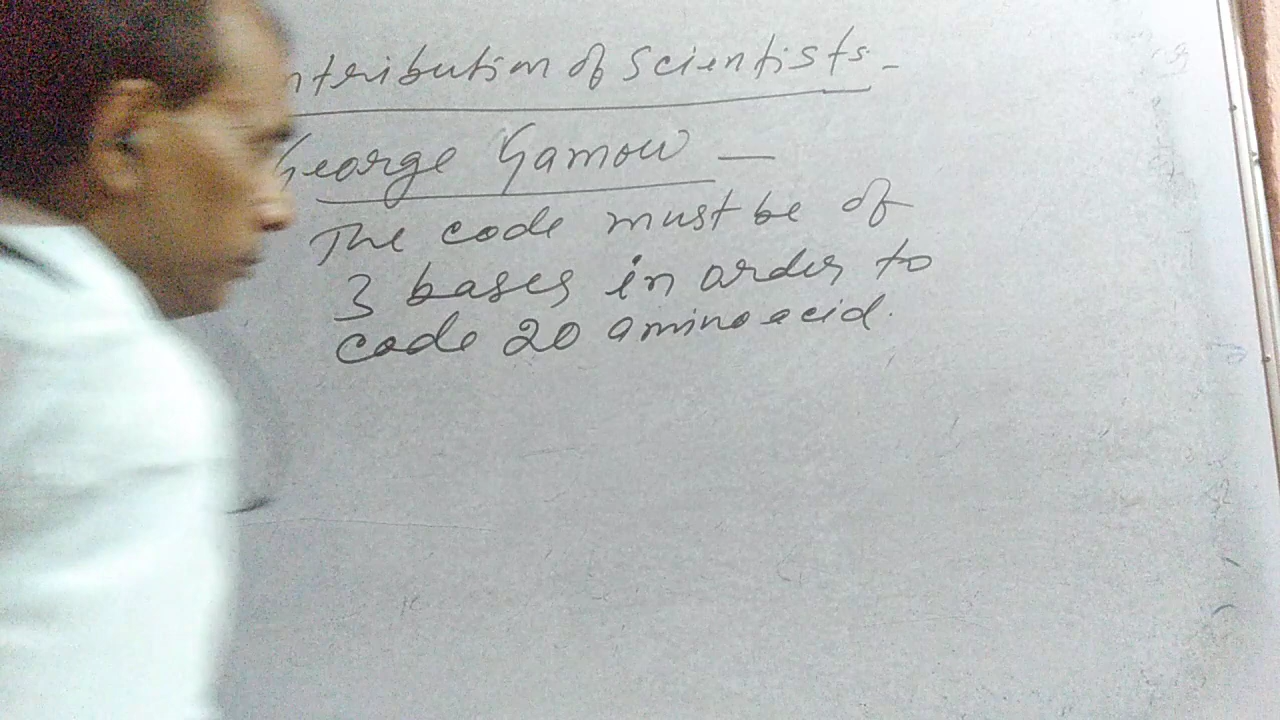 ntribution of Scientists -
George Gamow —
The code must be of
3 bases in order to
code 20 amino acid.